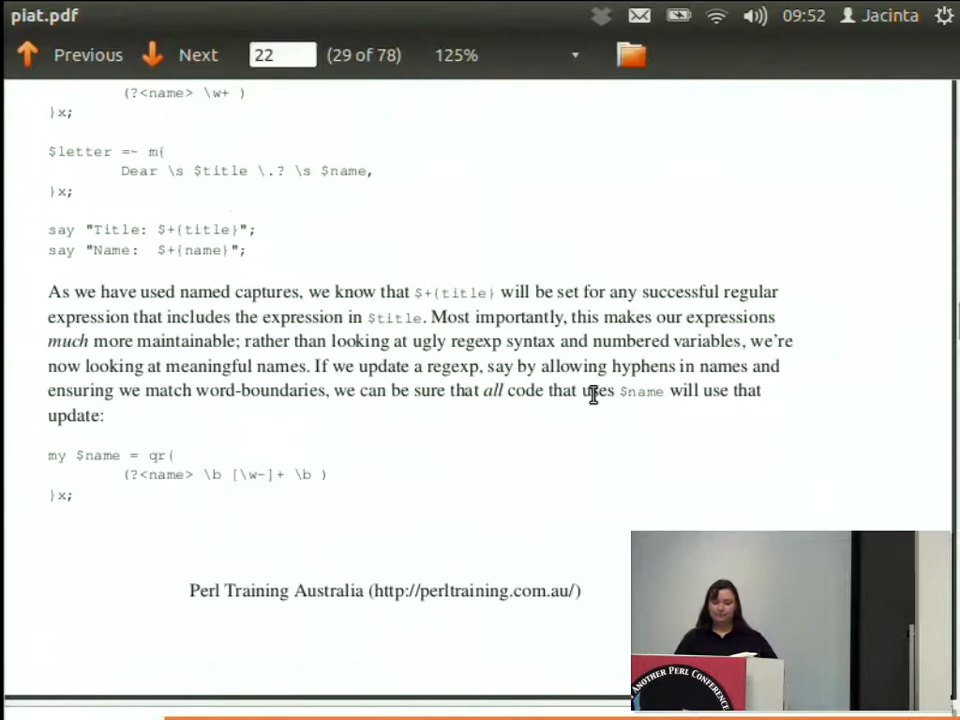 piat.pdf
09:52 Jacinta
Previous Next 22 (29 of 78) 125%
(?<name> \w+ )
}x;
$letter =~ m{
Dear \s $title \.? \s $name,
}x;
say "Title: $+{title}";
say "Name:  $+{name}";
As we have used named captures, we know that $+{title} will be set for any successful regular
expression that includes the expression in $title. Most importantly, this makes our expressions
much more maintainable; rather than looking at ugly regexp syntax and numbered variables, we're
now looking at meaningful names. If we update a regexp, say by allowing hyphens in names and
ensuring we match word-boundaries, we can be sure that all code that uses $name will use that
update:
my $name = qr{
(?<name> \b [\w-]+ \b )
}x;
Perl Training Australia (http://perltraining.com.au/)
ANOTHER PERL CONFERENCE